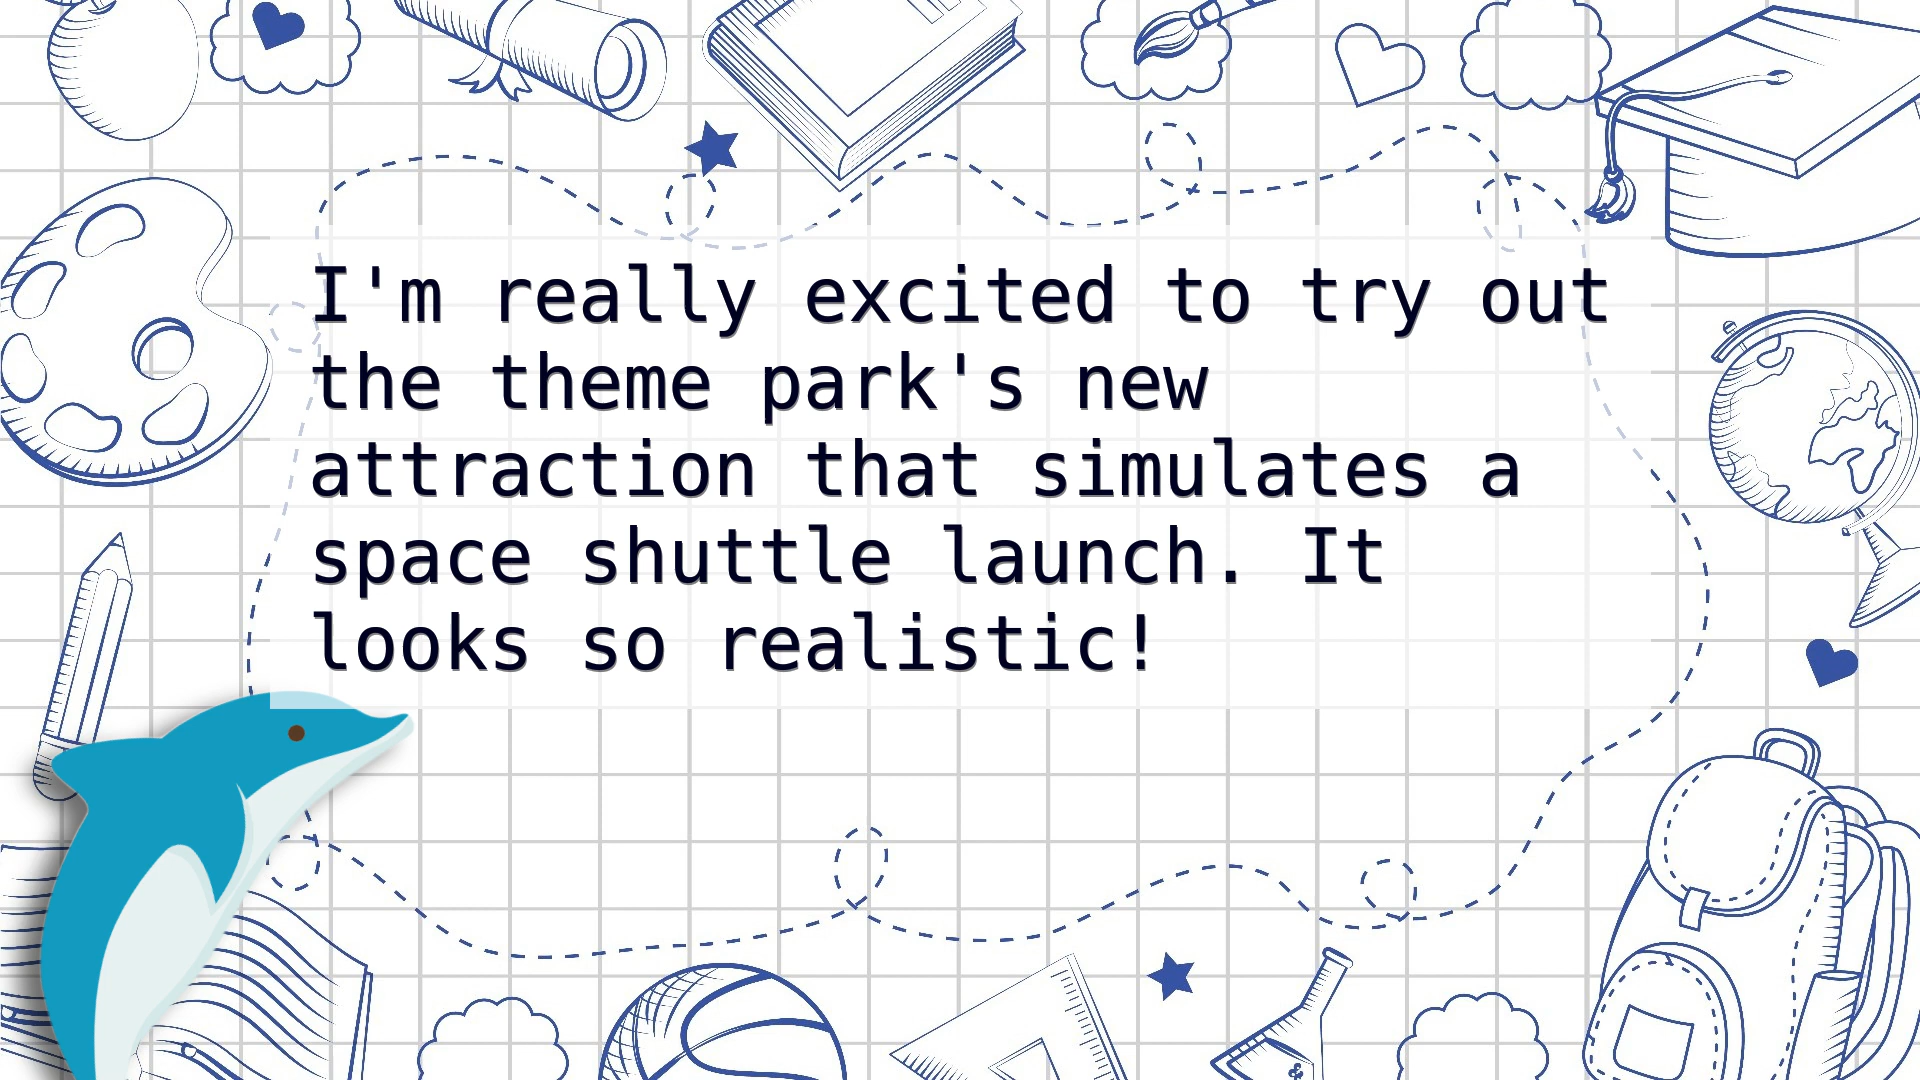 I'm really excited to try out
the theme park's new
attraction that simulates a
space shuttle launch. It
looks so realistic!